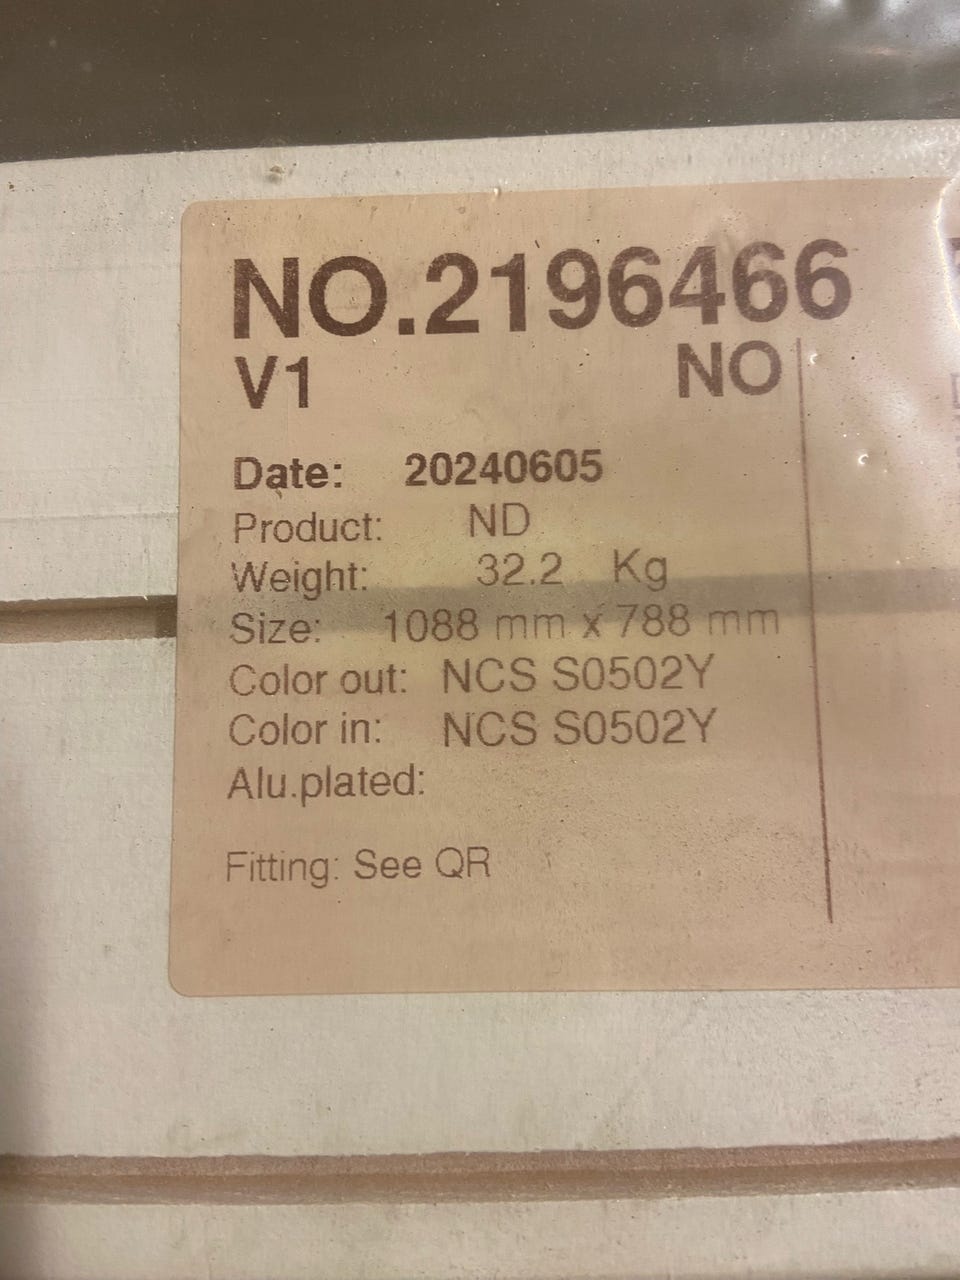 NO.2196466
V1 NO
Date: 20240605
Product: ND
Weight: 32.2 Kg
Size: 1088 mm x 788 mm
Color out: NCS S0502Y
Color in: NCS S0502Y
Alu.plated:
Fitting: See QR